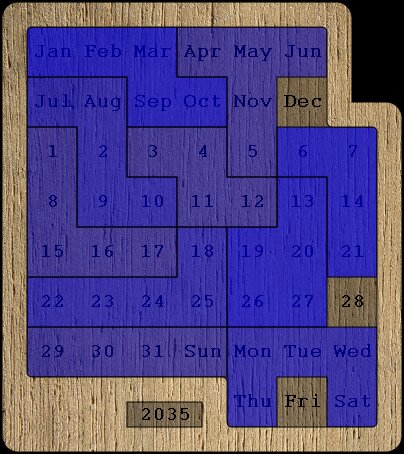 Jan Feb Mar Apr May Jun
Jul Aug Sep Oct Nov Dec
1 2 3 4 5 6 7
8 9 10 11 12 13 14
15 16 17 18 19 20 21
22 23 24 25 26 27 28
29 30 31 Sun Mon Tue Wed
Thu Fri Sat
2035